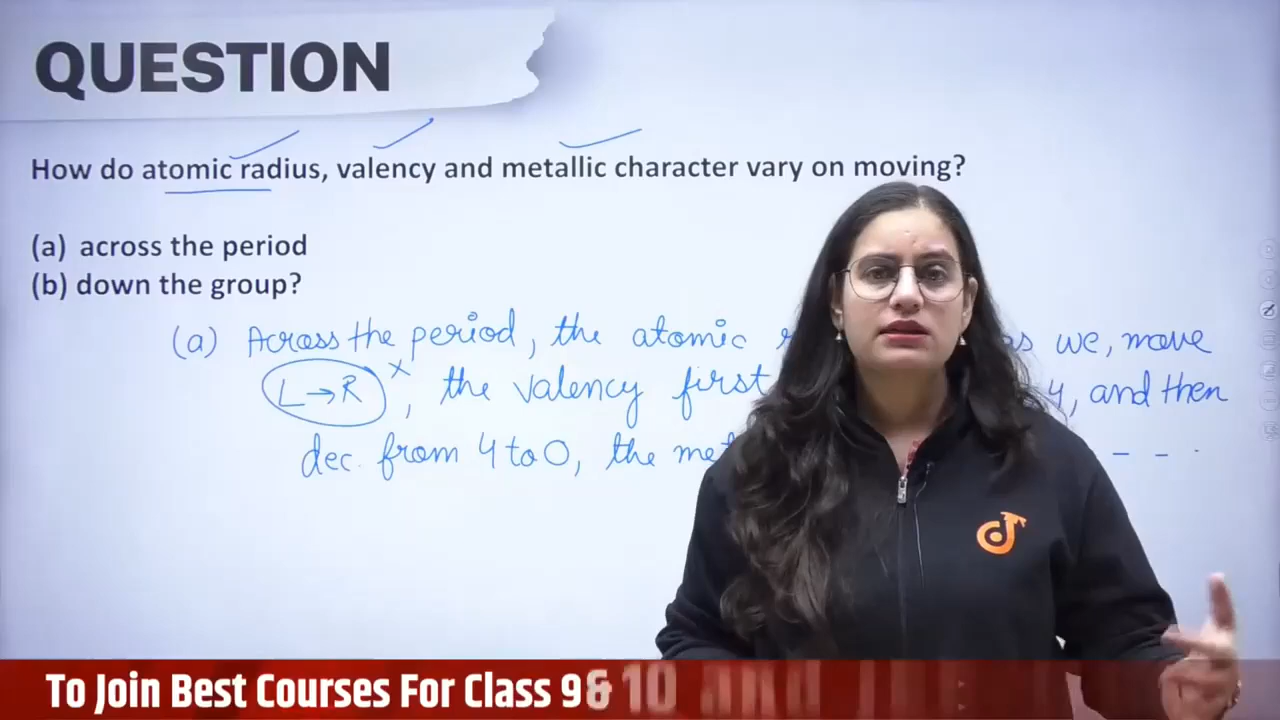 QUESTION
How do atomic radius, valency and metallic character vary on moving?
(a) across the period
(b) down the group?
(a) Across the period, the atomic as we, move
L→R x, the valency first 4, and then
dec. from 4 to 0, the - - .
To Join Best Courses For Class 9 & 10 AND